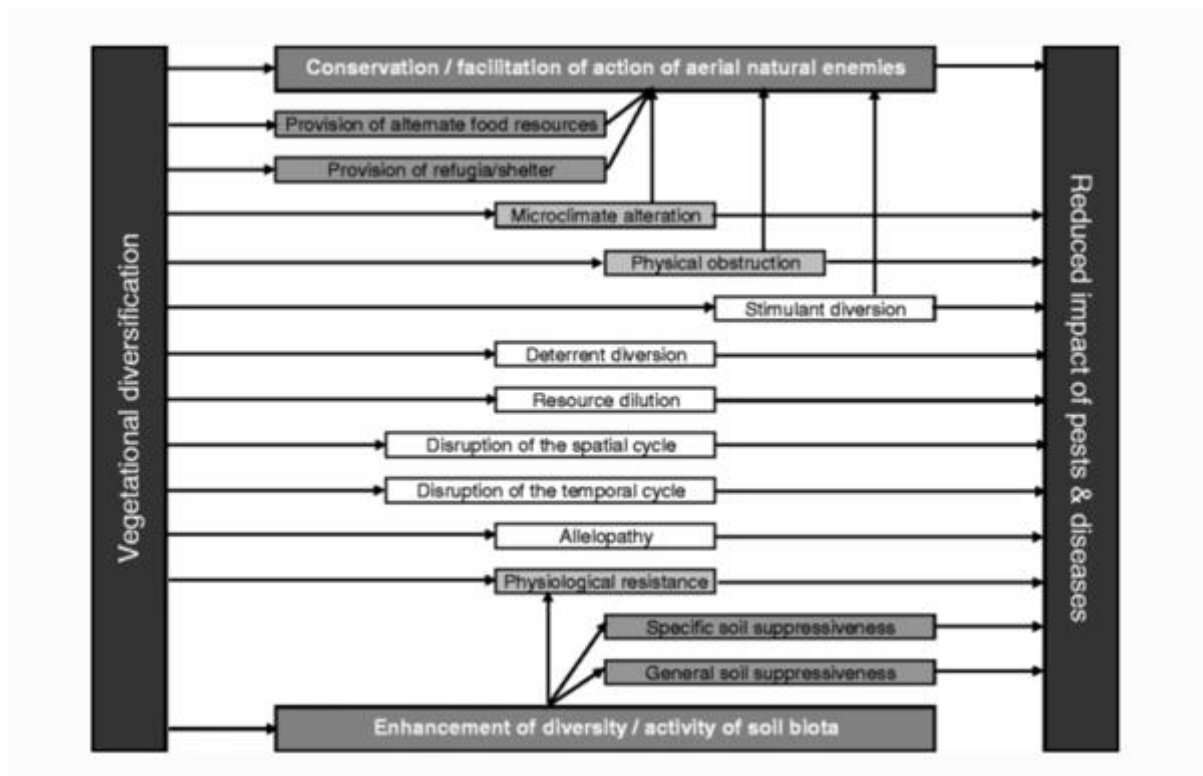 Vegetational diversification
Conservation / facilitation of action of aerial natural enemies
Provision of alternate food resources
Provision of refugia/shelter
Microclimate alteration
Physical obstruction
Stimulant diversion
Deterrent diversion
Resource dilution
Disruption of the spatial cycle
Disruption of the temporal cycle
Allelopathy
Physiological resistance
Specific soil suppressiveness
General soil suppressiveness
Enhancement of diversity / activity of soil biota
Reduced impact of pests & diseases